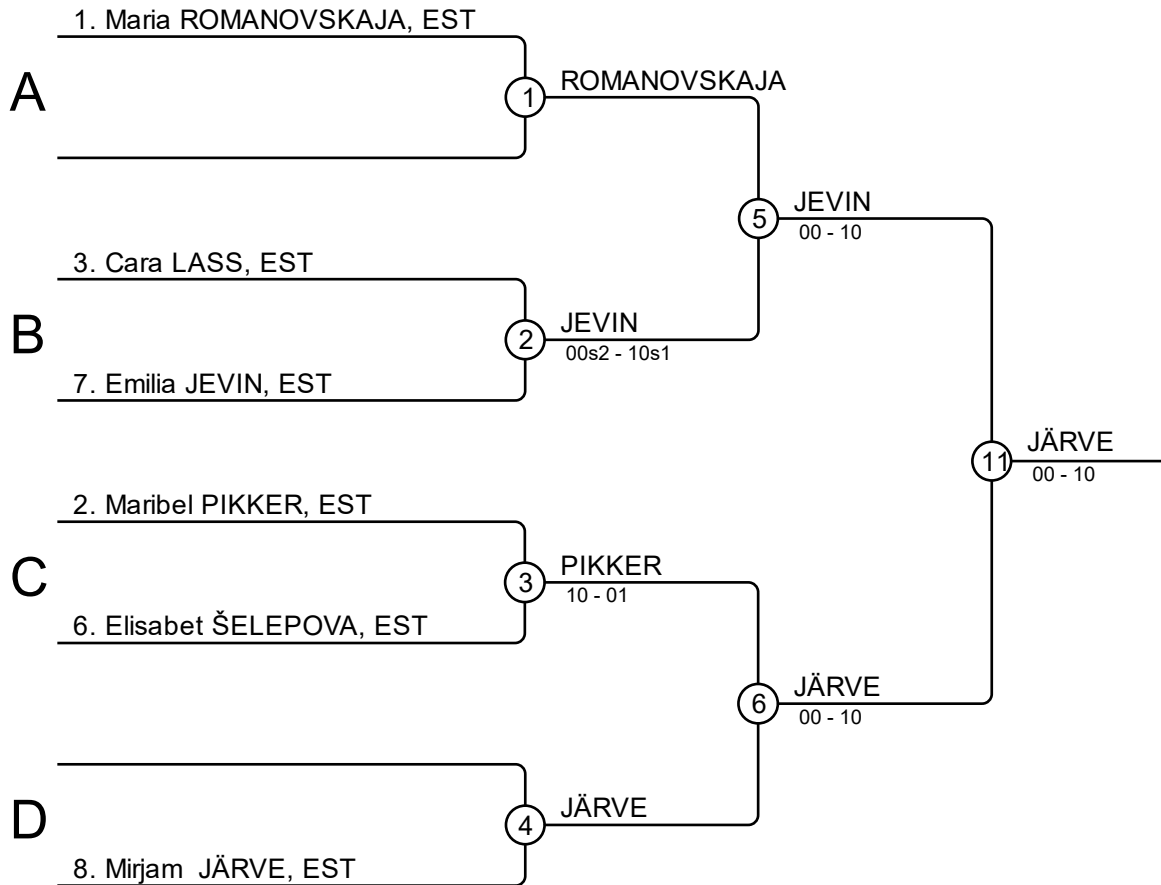 1. Maria ROMANOVSKAJA, EST
A
1
ROMANOVSKAJA
5
JEVIN
00 - 10
3. Cara LASS, EST
B
2
JEVIN
00s2 - 10s1
7. Emilia JEVIN, EST
11
JÄRVE
00 - 10
2. Maribel PIKKER, EST
C
3
PIKKER
10 - 01
6. Elisabet ŠELEPOVA, EST
6
JÄRVE
00 - 10
D
4
JÄRVE
8. Mirjam JÄRVE, EST